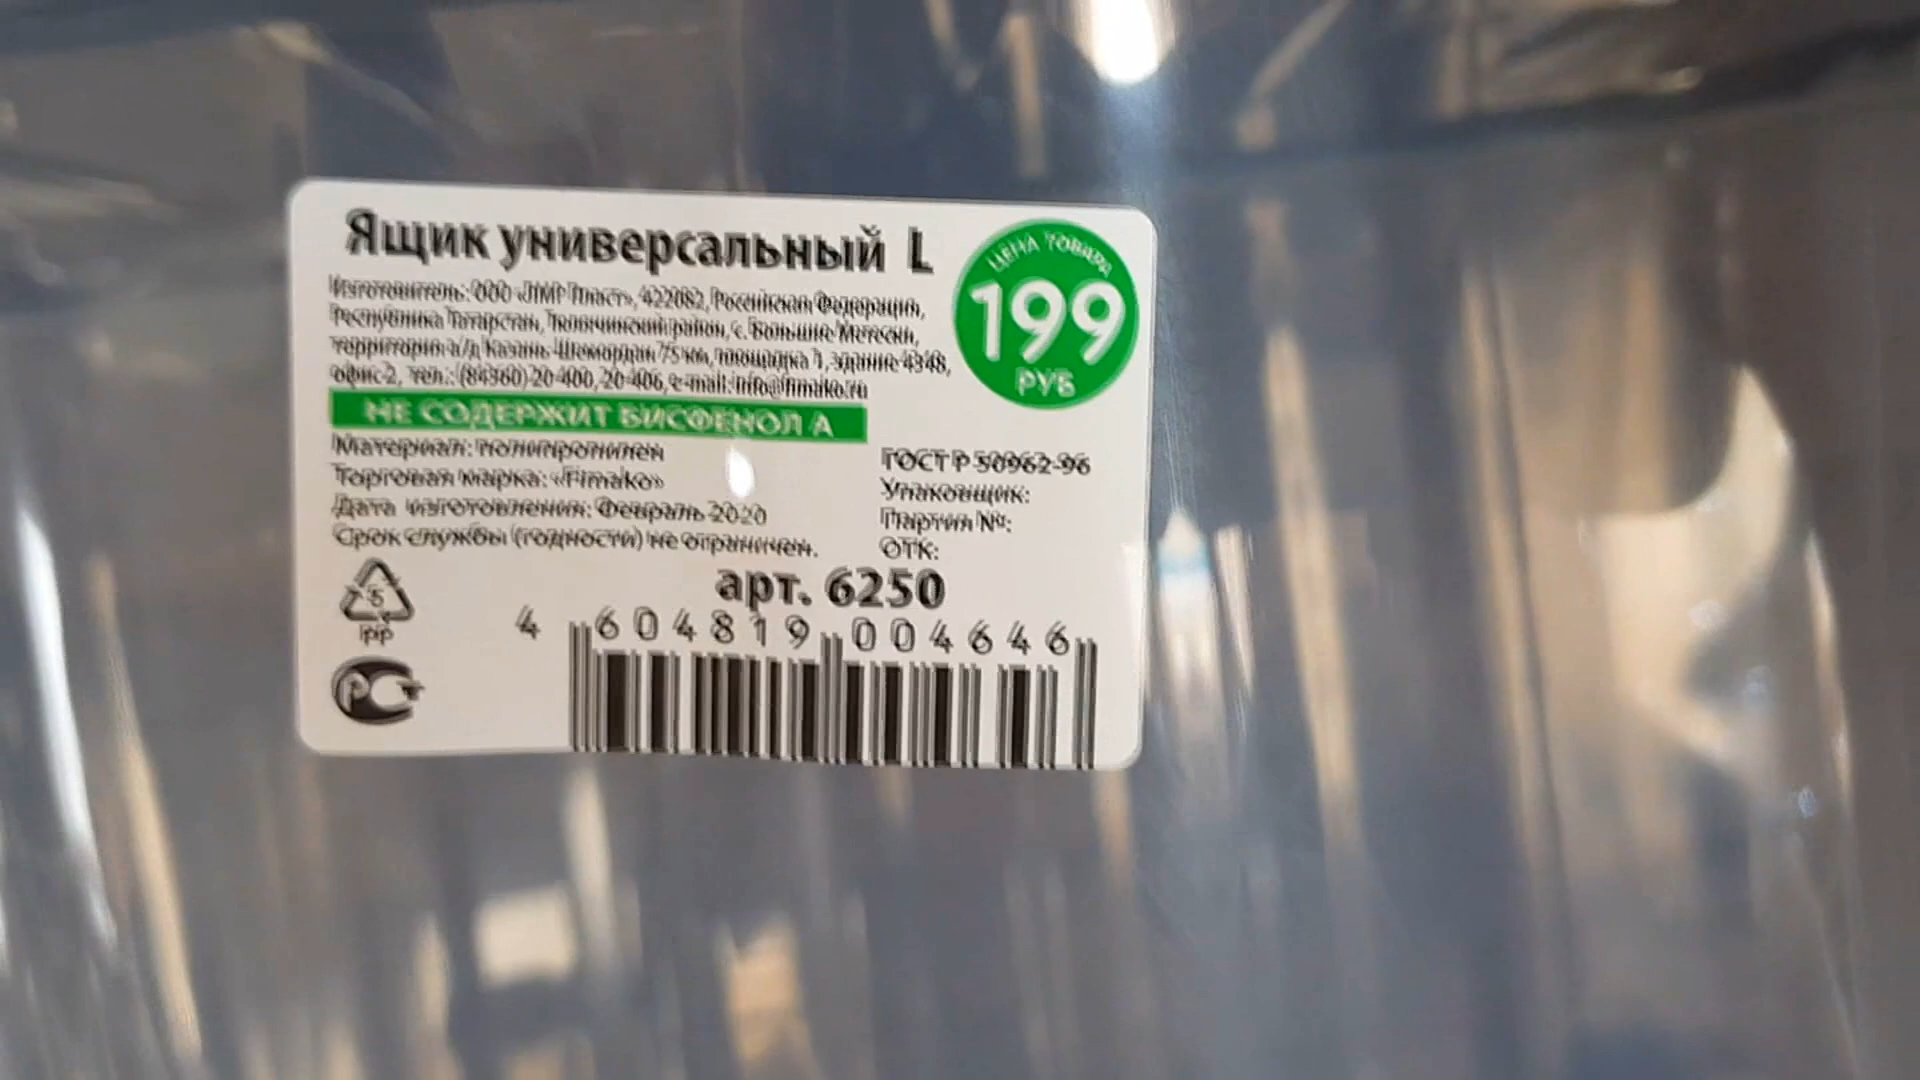 Ящик универсальный L
ЦЕНА ТОВАРА
199
РУБ
Изготовитель: ООО Пласт», 422082, Российская Федерация,
Республика Татарстан, Тюлячинский район, с. Большие Метески,
территория а/д Казань-Шемордан 75 км, площадка 1, здание
офис 2, тел.: (84360) 20-400, 20-406, e-mail: info@fimako.ru
НЕ СОДЕРЖИТ БИСФЕНОЛ А
Материал: полипропилен
Торговая марка: «Fimako»
Дата изготовления: Февраль 2020
Срок службы (годности) не ограничен.
ГОСТ Р 50962-96
Упаковщик:
Партия №:
ОТК:
арт. 6250
5
PP
РСТ
4 604819 004646